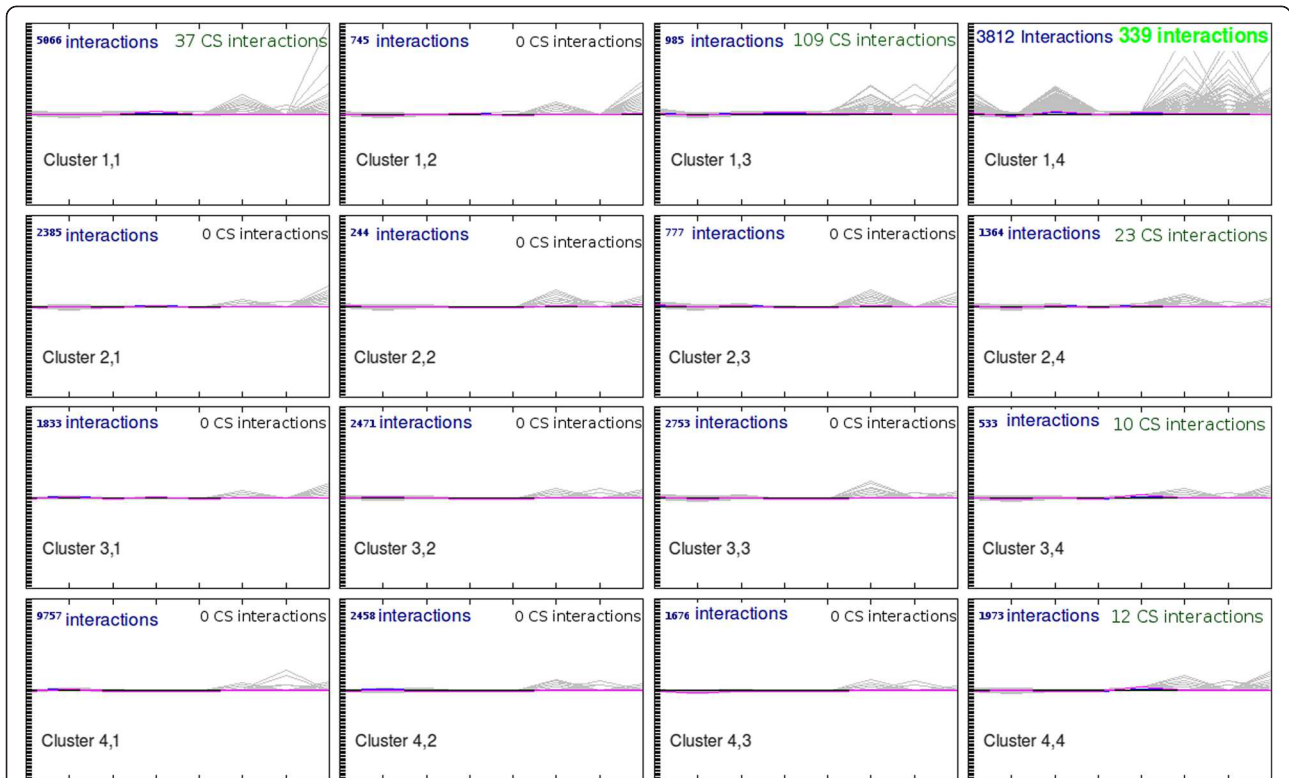 5066 interactions 37 CS interactions
Cluster 1,1
745 interactions 0 CS interactions
Cluster 1,2
985 interactions 109 CS interactions
Cluster 1,3
3812 Interactions 339 interactions
Cluster 1,4
2385 interactions 0 CS interactions
Cluster 2,1
244 interactions 0 CS interactions
Cluster 2,2
777 interactions 0 CS interactions
Cluster 2,3
1364 interactions 23 CS interactions
Cluster 2,4
1833 interactions 0 CS interactions
Cluster 3,1
2471 interactions 0 CS interactions
Cluster 3,2
2753 interactions 0 CS interactions
Cluster 3,3
533 interactions 10 CS interactions
Cluster 3,4
9757 interactions 0 CS interactions
Cluster 4,1
2458 interactions 0 CS interactions
Cluster 4,2
1676 interactions 0 CS interactions
Cluster 4,3
1973 interactions 12 CS interactions
Cluster 4,4